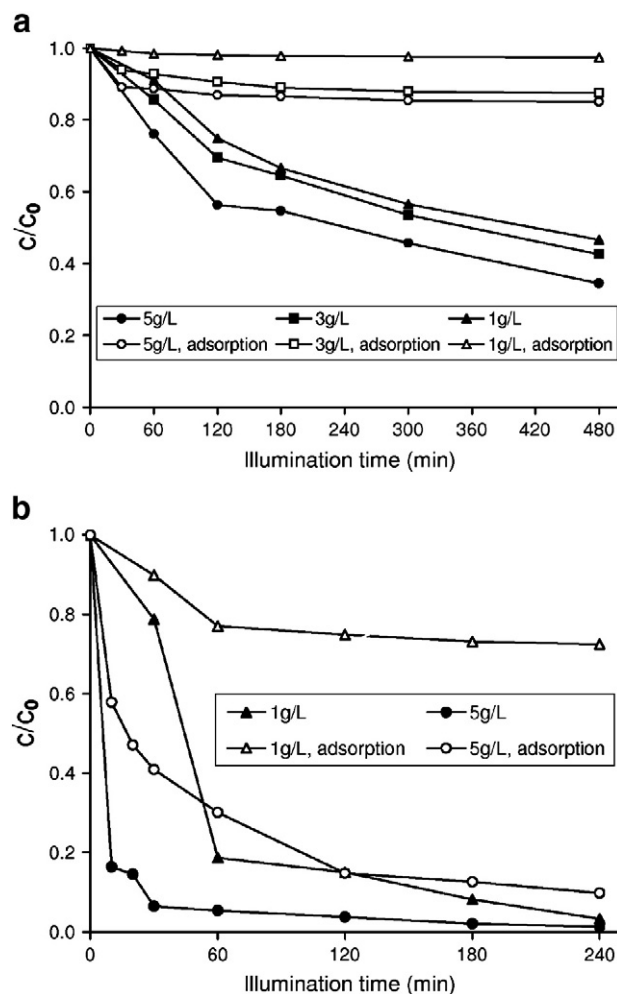 a
1.0
0.8
0.6
0.4
0.2
0.0
c/c0
5g/L 3g/L 1g/L
5g/L, adsorption 3g/L, adsorption 1g/L, adsorption
0 60 120 180 240 300 360 420 480
Illumination time (min)
b
1.0
0.8
0.6
0.4
0.2
0.0
c/c0
1g/L 5g/L
1g/L, adsorption 5g/L, adsorption
0 60 120 180 240
Illumination time (min)